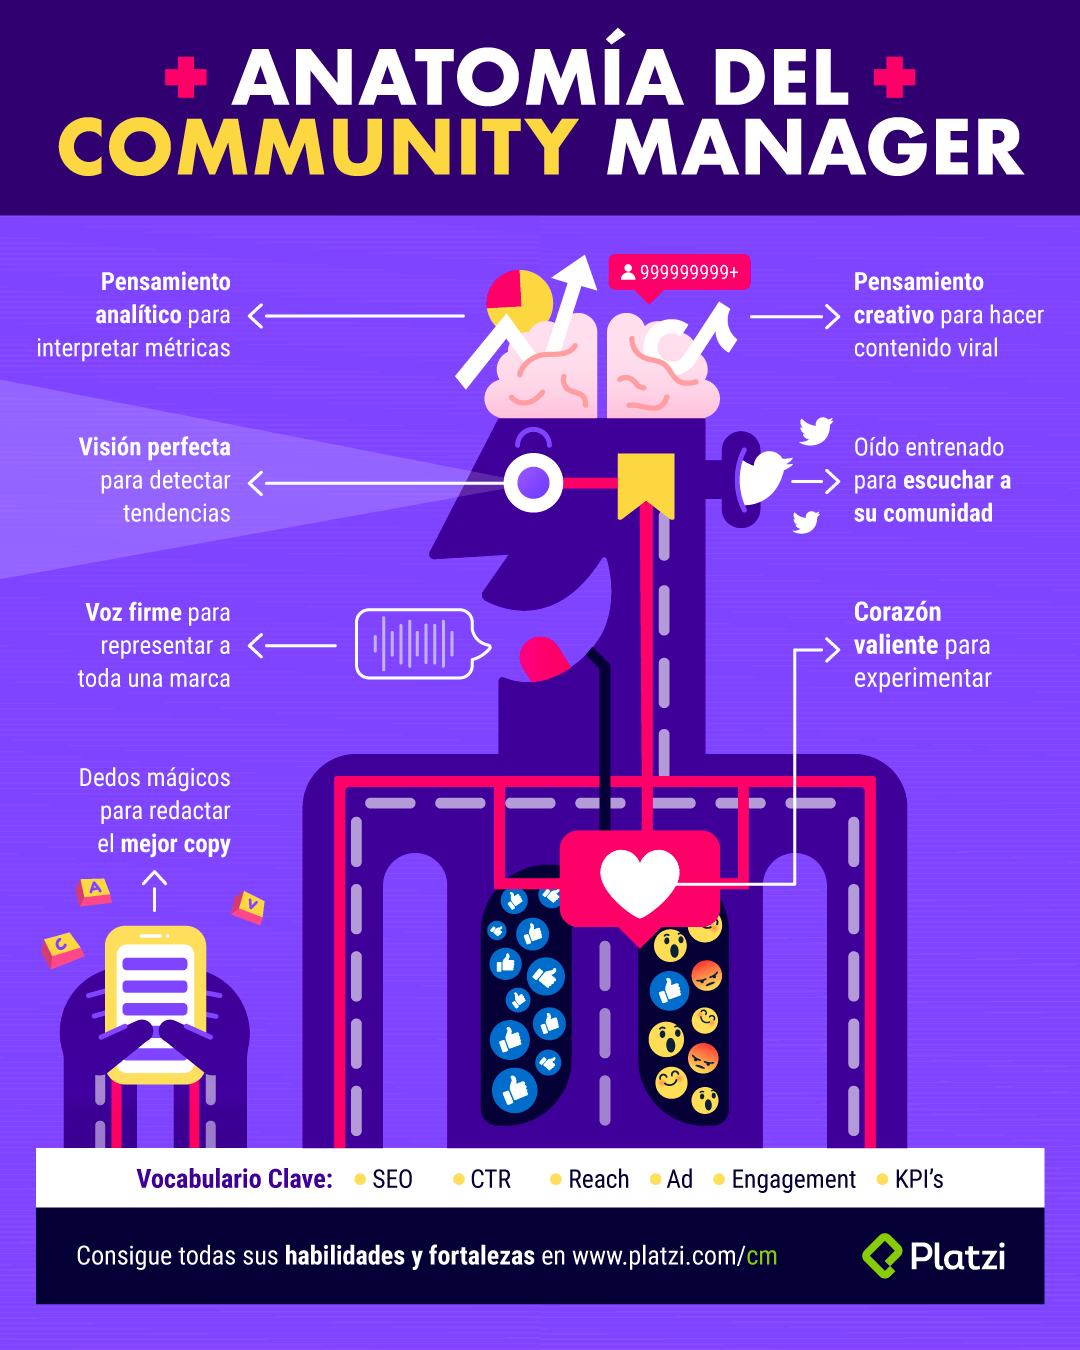 ANATOMÍA DEL
COMMUNITY MANAGER
999999999+
Pensamiento
analítico para
interpretar métricas
Pensamiento
creativo para hacer
contenido viral
Visión perfecta
para detectar
tendencias
Oído entrenado
para escuchar a
su comunidad
Voz firme para
representar a
toda una marca
Corazón
valiente para
experimentar
Dedos mágicos
para redactar
el mejor copy
A
V
C
Vocabulario Clave: SEO CTR Reach Ad Engagement KPI's
Consigue todas sus habilidades y fortalezas en www.platzi.com/cm
Platzi